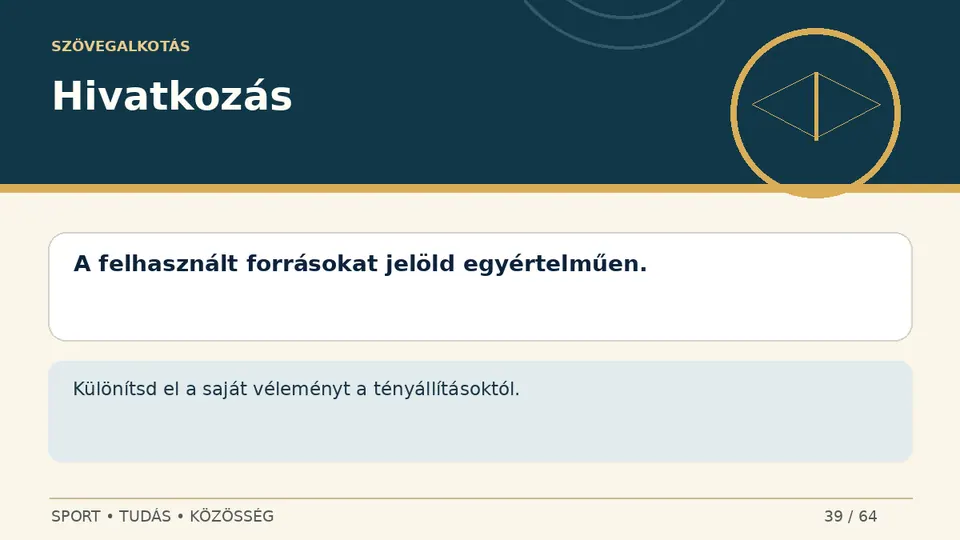 SZÖVEGALKOTÁS
Hivatkozás
A felhasznált forrásokat jelöld egyértelműen.
Különítsd el a saját véleményt a tényállításoktól.
SPORT • TUDÁS • KÖZÖSSÉG
39 / 64